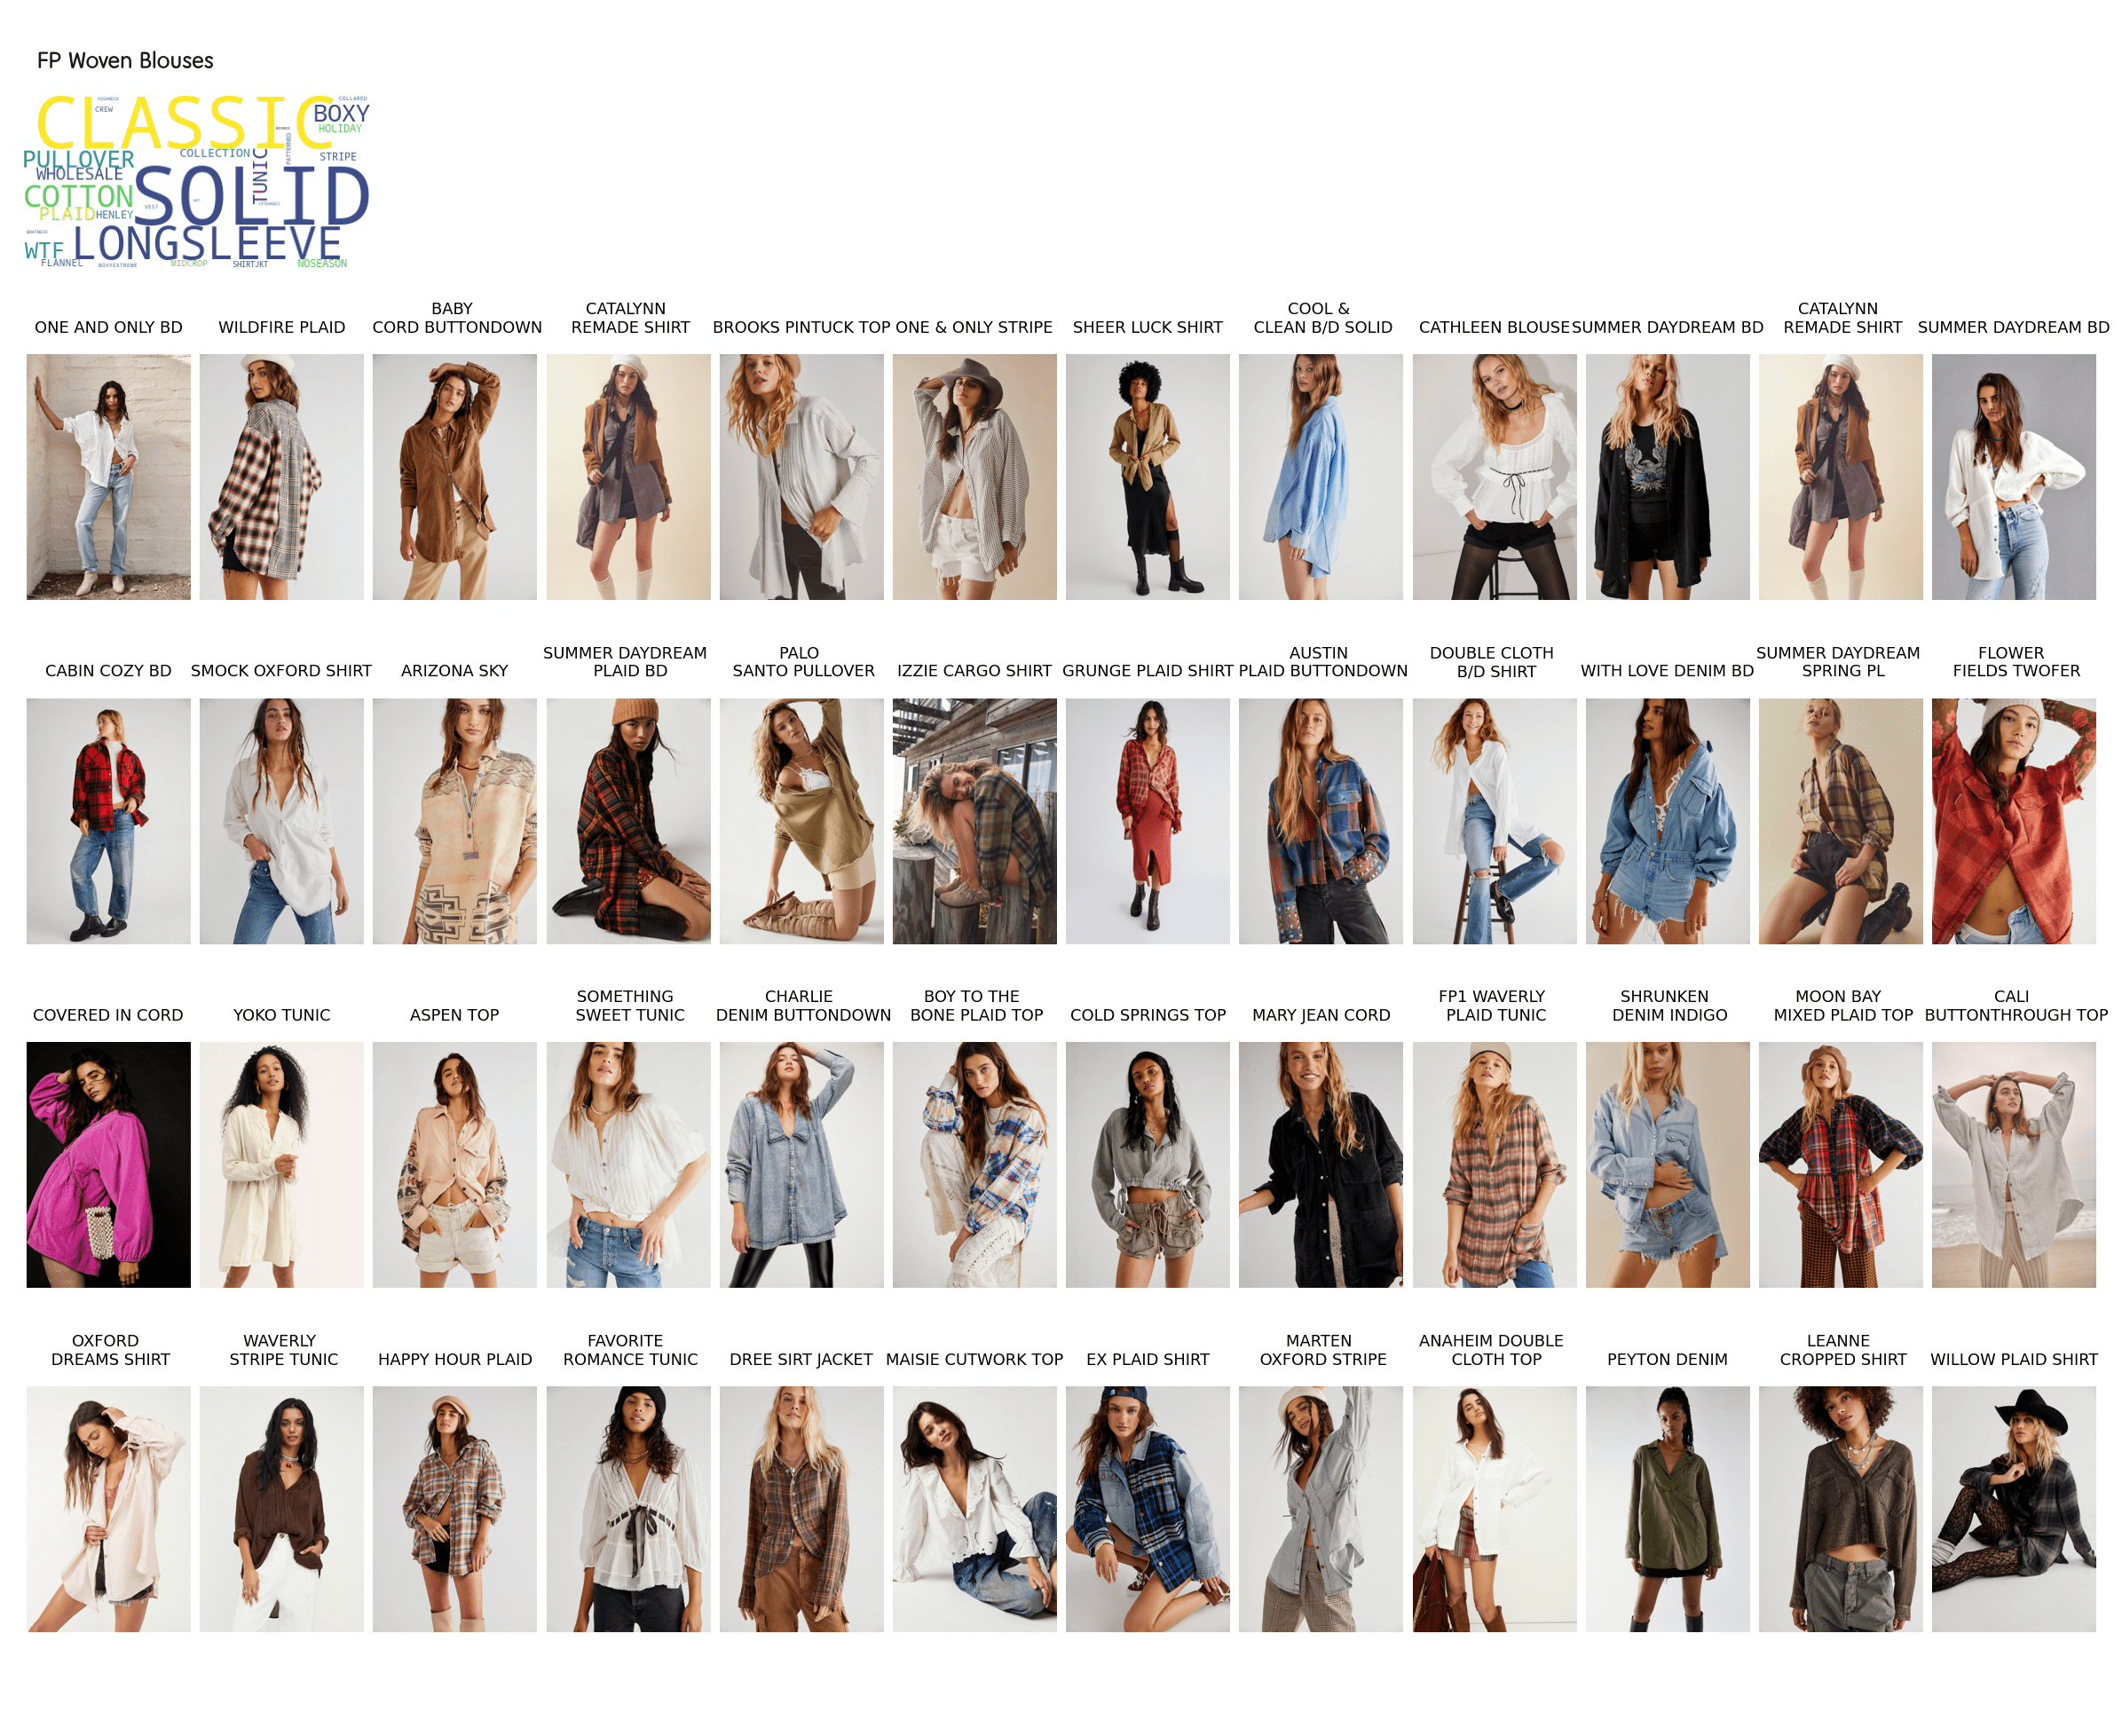 FP Woven Blouses
CREW
COLLARED
CLASSIC
BOXY
HOLIDAY
PATTERNED
PULLOVER
COLLECTION
STRIPE
WHOLESALE
TUNIC
COTTON
SOLID
VEST
PLAID
HENLEY
WTF
LONGSLEEVE
FLANNEL
BOXYEXTREME
MIDCROP
SHIRTJKT
NOSEASON
ONE AND ONLY BD
WILDFIRE PLAID
BABY
CORD BUTTONDOWN
CATALYNN
REMADE SHIRT
BROOKS PINTUCK TOP
ONE & ONLY STRIPE
SHEER LUCK SHIRT
COOL &
CLEAN B/D SOLID
CATHLEEN BLOUSE
SUMMER DAYDREAM BD
CATALYNN
REMADE SHIRT
SUMMER DAYDREAM BD
CABIN COZY BD
SMOCK OXFORD SHIRT
ARIZONA SKY
SUMMER DAYDREAM
PLAID BD
PALO
SANTO PULLOVER
IZZIE CARGO SHIRT
GRUNGE PLAID SHIRT
AUSTIN
PLAID BUTTONDOWN
DOUBLE CLOTH
B/D SHIRT
WITH LOVE DENIM BD
SUMMER DAYDREAM
SPRING PL
FLOWER
FIELDS TWOFER
COVERED IN CORD
YOKO TUNIC
ASPEN TOP
SOMETHING
SWEET TUNIC
CHARLIE
DENIM BUTTONDOWN
BOY TO THE
BONE PLAID TOP
COLD SPRINGS TOP
MARY JEAN CORD
FP1 WAVERLY
PLAID TUNIC
SHRUNKEN
DENIM INDIGO
MOON BAY
MIXED PLAID TOP
CALI
BUTTONTHROUGH TOP
OXFORD
DREAMS SHIRT
WAVERLY
STRIPE TUNIC
HAPPY HOUR PLAID
FAVORITE
ROMANCE TUNIC
DREE SIRT JACKET
MAISIE CUTWORK TOP
EX PLAID SHIRT
MARTEN
OXFORD STRIPE
ANAHEIM DOUBLE
CLOTH TOP
PEYTON DENIM
LEANNE
CROPPED SHIRT
WILLOW PLAID SHIRT